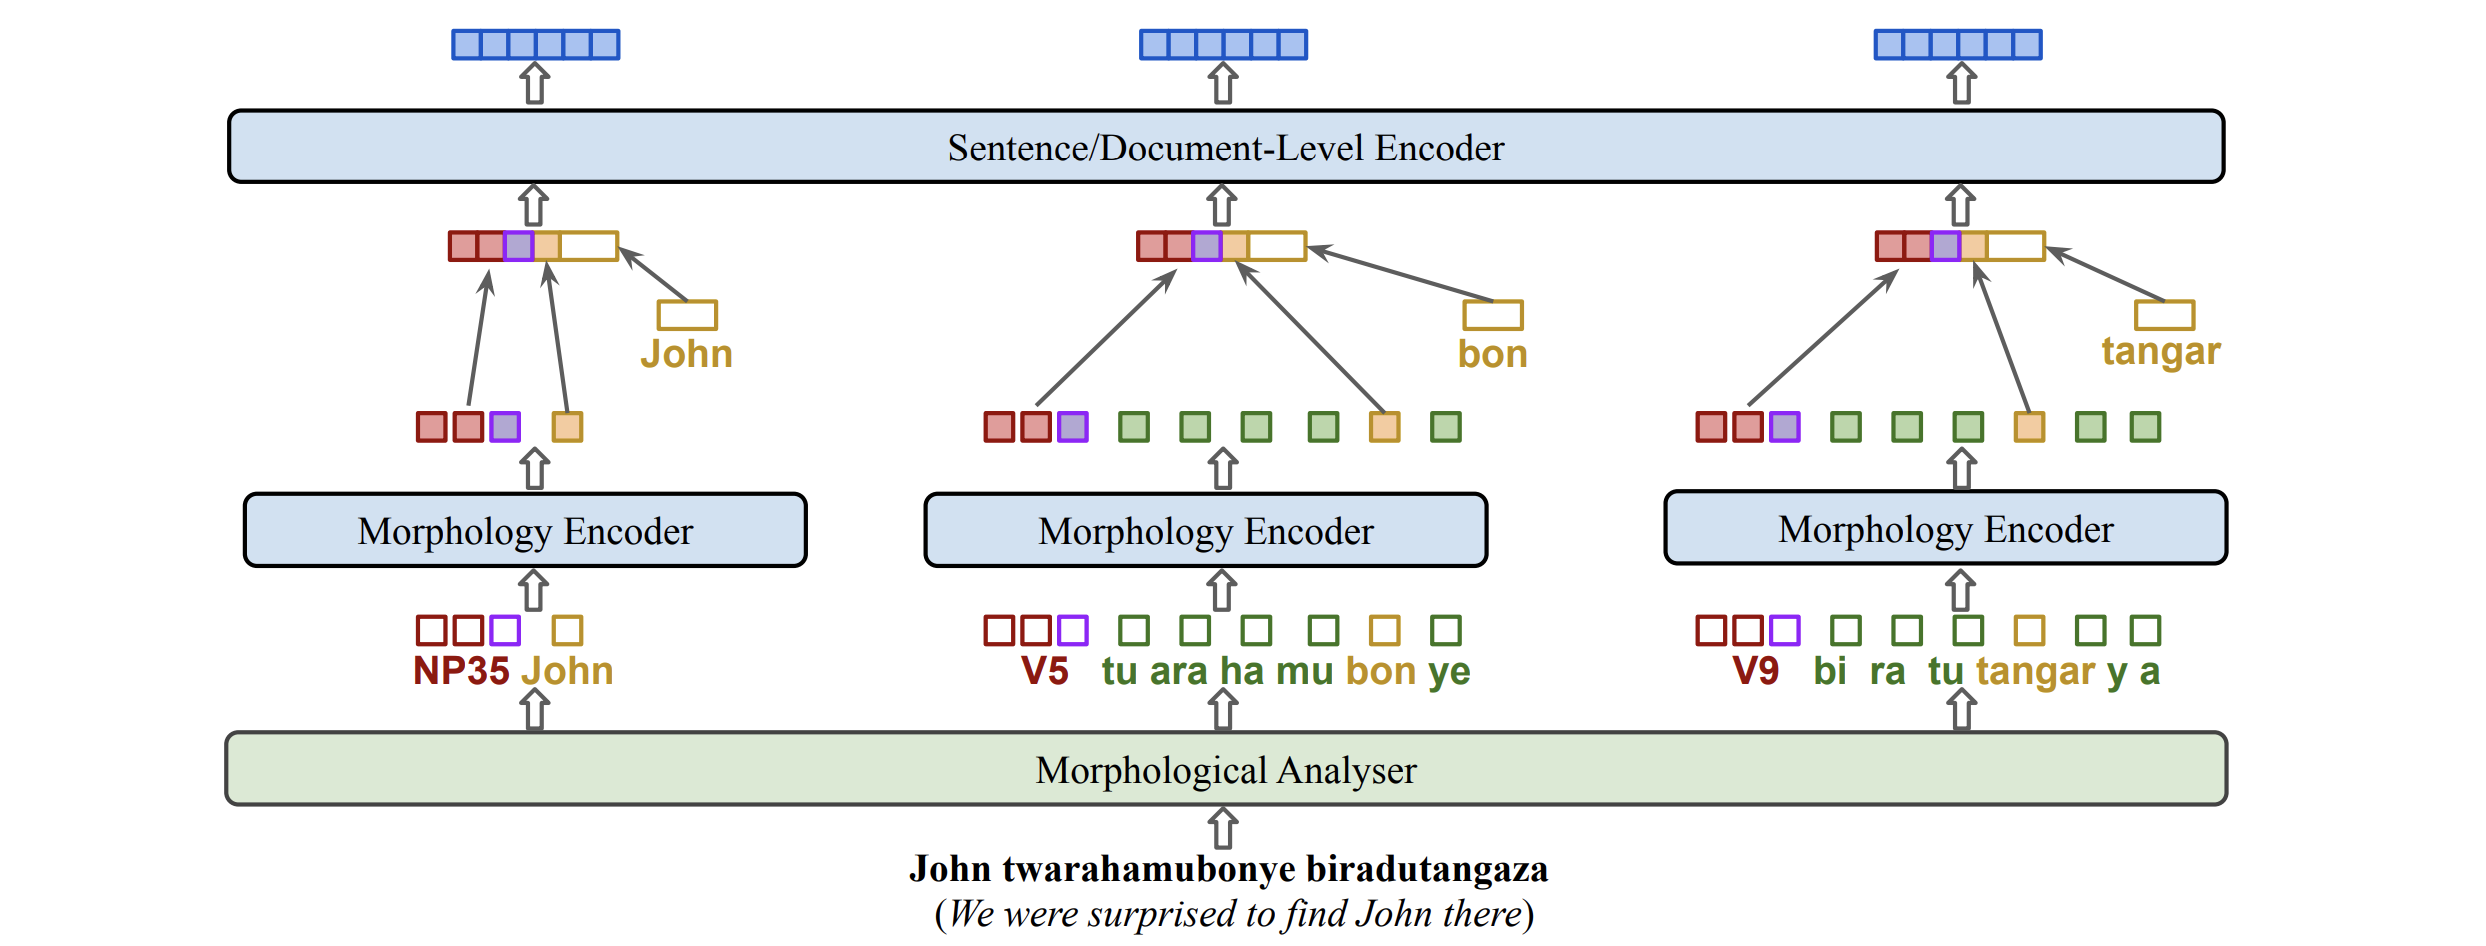 Sentence/Document-Level Encoder
John
bon
tangar
Morphology Encoder
Morphology Encoder
Morphology Encoder
NP35 John
V5 tu ara ha mu bon ye
V9 bi ra tu tangar y a
Morphological Analyser
John twarahamubonye biradutangaza
(We were surprised to find John there)